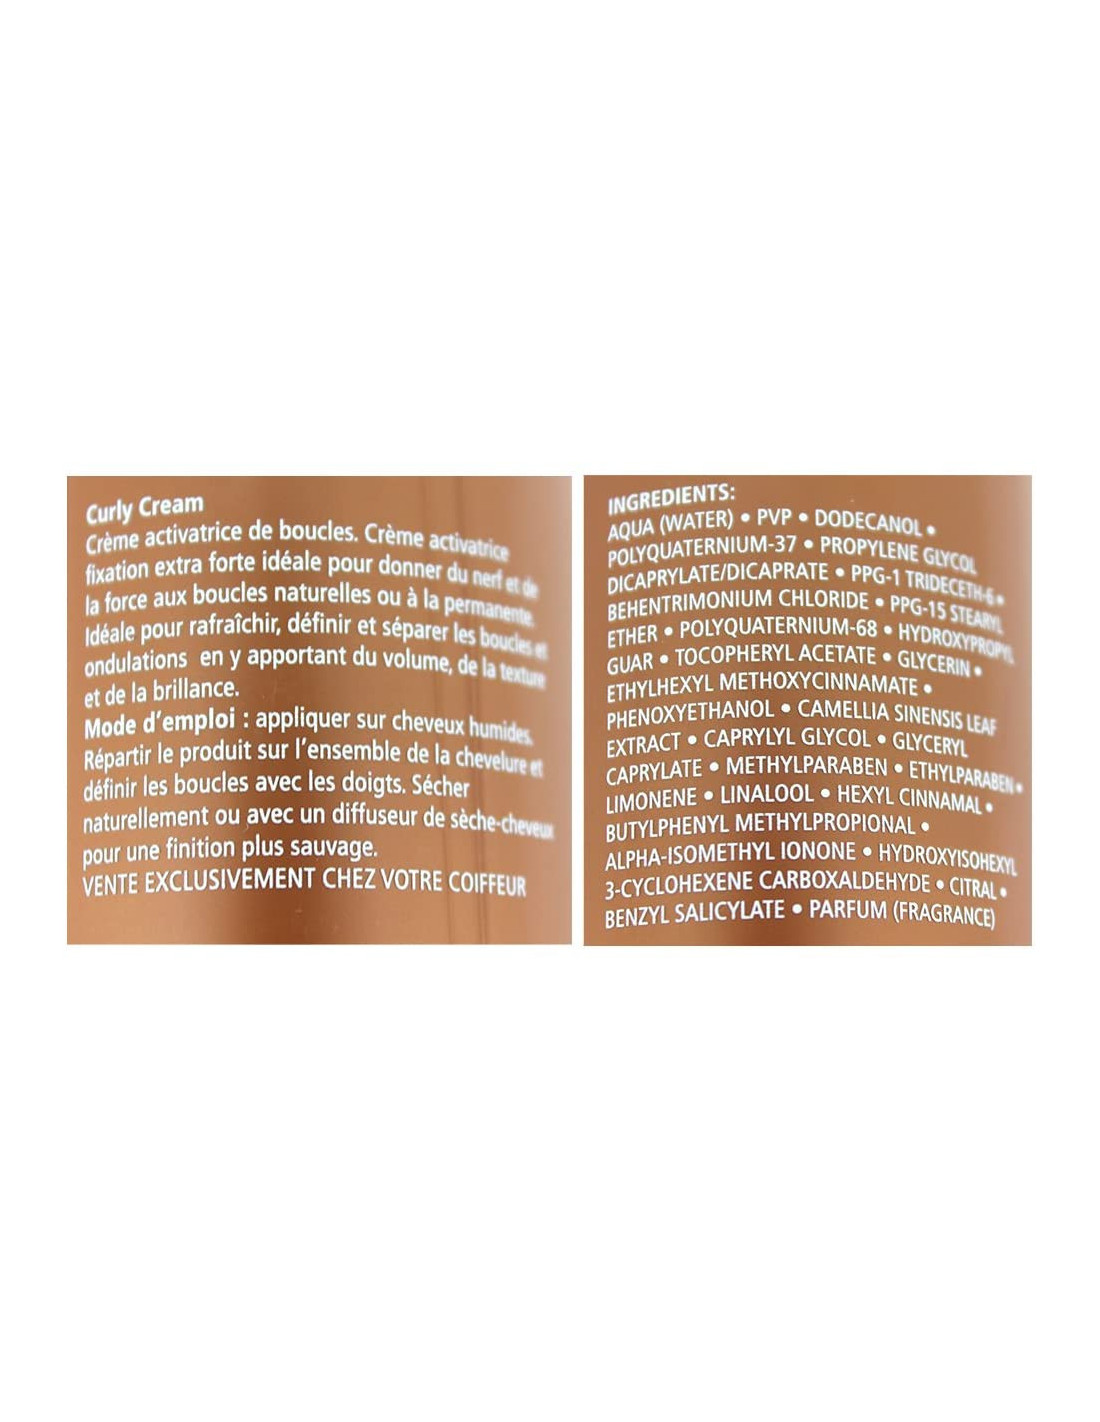 Curly Cream
Crème activatrice de boucles. Crème activatrice
fixation extra forte idéale pour donner du nerf et de
la force aux boucles naturelles ou à la permanente.
Idéale pour rafraîchir, définir et séparer les boucles et
ondulations en y apportant du volume, de la texture
et de la brillance.
Mode d'emploi : appliquer sur cheveux humides.
Répartir le produit sur l'ensemble de la chevelure et
définir les boucles avec les doigts. Sécher
naturellement ou avec un diffuseur de sèche-cheveux
pour une finition plus sauvage.
VENTE EXCLUSIVEMENT CHEZ VOTRE COIFFEUR
INGREDIENTS:
AQUA (WATER) • PVP • DODECANOL •
POLYQUATERNIUM-37 • PROPYLENE GLYCOL
DICAPRYLATE/DICAPRATE • PPG-1 TRIDECETH-6 •
BEHENTRIMONIUM CHLORIDE • PPG-15 STEARYL
ETHER • POLYQUATERNIUM-68 • HYDROXYPROPYL
GUAR • TOCOPHERYL ACETATE • GLYCERIN •
ETHYLHEXYL METHOXYCINNAMATE •
PHENOXYETHANOL • CAMELLIA SINENSIS LEAF
EXTRACT • CAPRYLYL GLYCOL • GLYCERYL
CAPRYLATE • METHYLPARABEN • ETHYLPARABEN •
LIMONENE • LINALOOL • HEXYL CINNAMAL •
BUTYLPHENYL METHYLPROPIONAL •
ALPHA-ISOMETHYL IONONE • HYDROXYISOHEXYL
3-CYCLOHEXENE CARBOXALDEHYDE • CITRAL •
BENZYL SALICYLATE • PARFUM (FRAGRANCE)